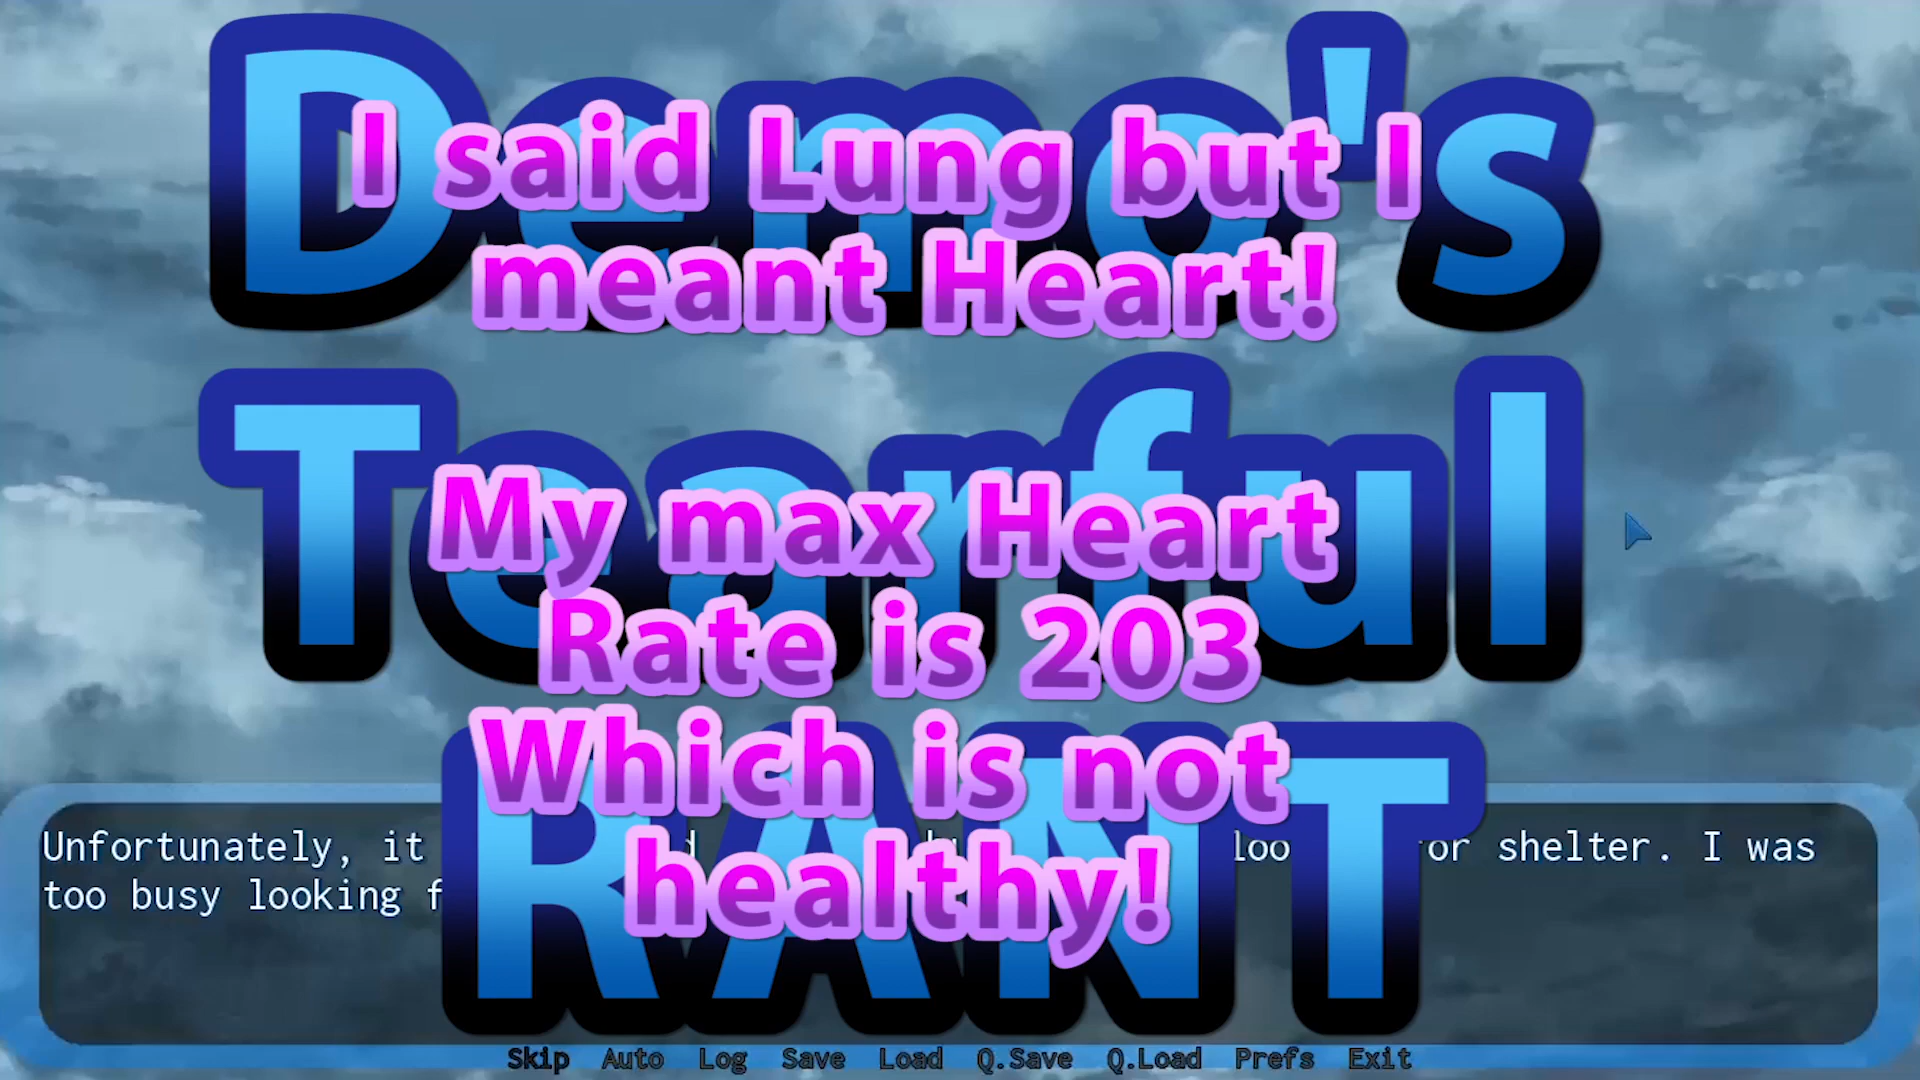 Demo's
I said Lung but I
meant Heart!
Tearful
My max Heart
Rate is 203
Which is not
healthy!
RANT
Unfortunately, it or shelter. I was
too busy looking
Skip Auto Log Save Load Q.Save Q.Load Prefs Exit